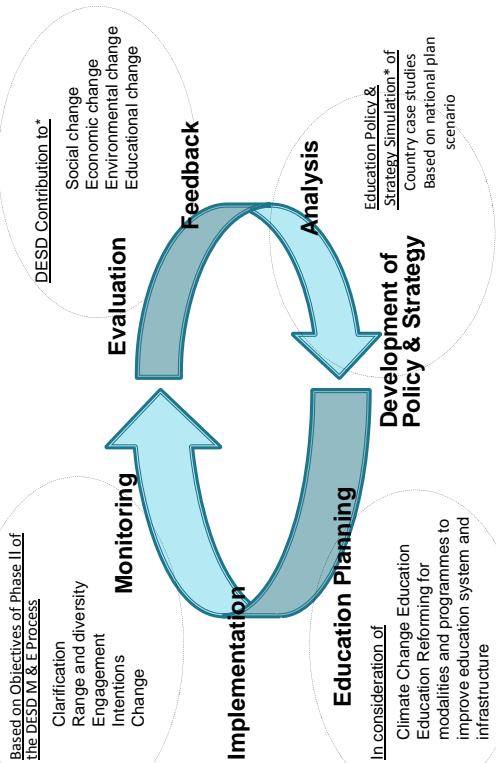 Based on Objectives of Phase II of
the DESD M & E Process
Clarification
Range and diversity
Engagement
Intentions
Change
DESD Contribution to*
Social change
Economic change
Environmental change
Educational change
Monitoring
Evaluation
Feedback
Implementation
Analysis
Education Planning
Development of
Policy & Strategy
In consideration of
Climate Change Education
Education Reforming for
modalities and programmes to
improve education system and
infrastructure
Education Policy &
Strategy Simulation* of
Country case studies
Based on national plan
scenario